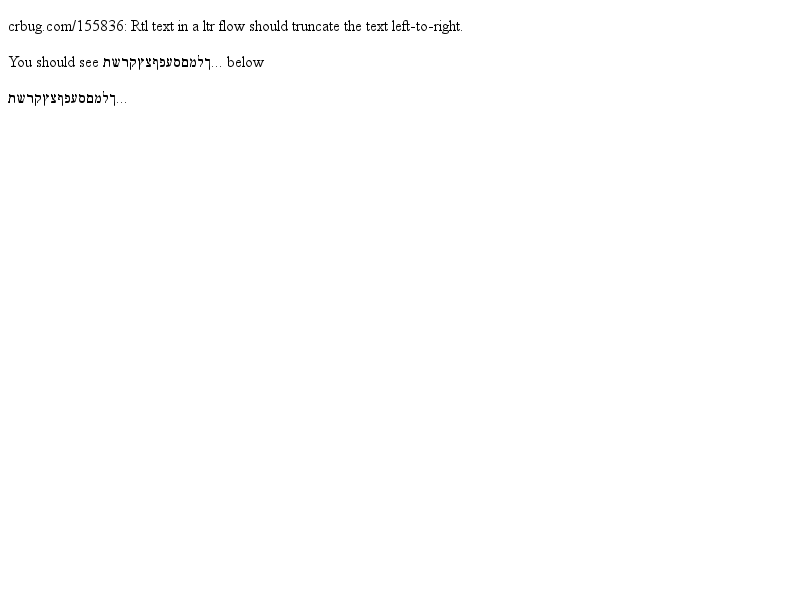 crbug.com/155836: Rtl text in a ltr flow should truncate the text left-to-right.
You should see ךלמםסעפףצץקרשת... below
ךלמםסעפףצץקרשת...